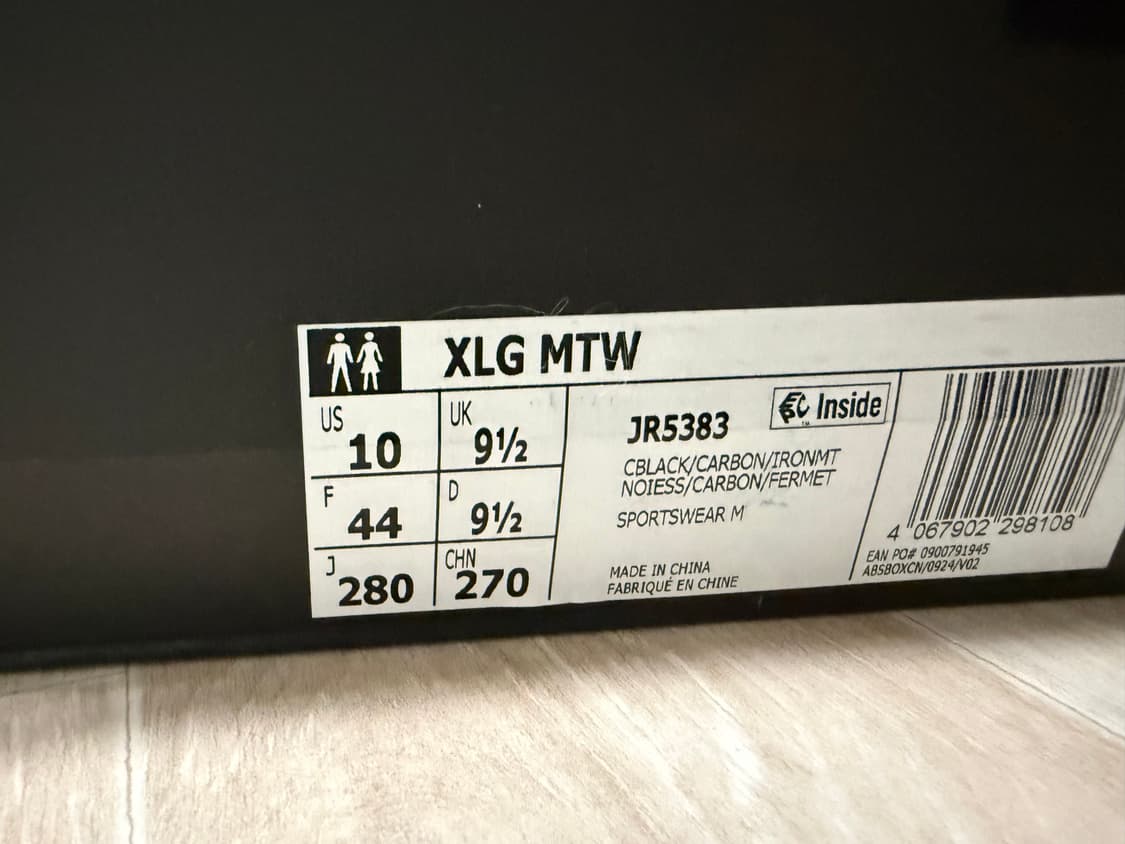 XLG MTW
US 10
UK 9½
F 44
D 9½
J 280
CHN 270
JR5383
Inside
TM
CBLACK/CARBON/IRONMT
NOIESS/CARBON/FERMET
SPORTSWEAR M
MADE IN CHINA
FABRIQUÉ EN CHINE
4 067902 298108
EAN PO# 0900791945
ABSBOXCN/0924/V02